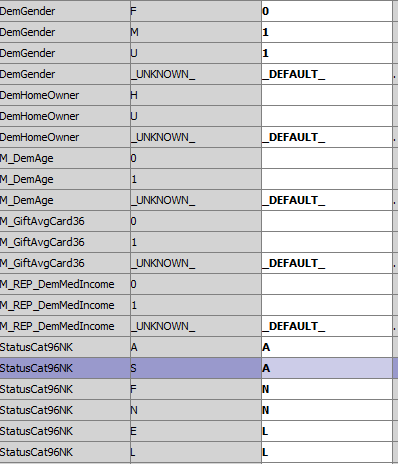 DemGender F 0
DemGender M 1
DemGender U 1
DemGender _UNKNOWN_ _DEFAULT_ .
DemHomeOwner H
DemHomeOwner U
DemHomeOwner _UNKNOWN_ _DEFAULT_ .
M_DemAge 0
M_DemAge 1
M_DemAge _UNKNOWN_ _DEFAULT_ .
M_GiftAvgCard36 0
M_GiftAvgCard36 1
M_GiftAvgCard36 _UNKNOWN_ _DEFAULT_ .
M_REP_DemMedIncome 0
M_REP_DemMedIncome 1
M_REP_DemMedIncome _UNKNOWN_ _DEFAULT_ .
StatusCat96NK A A
StatusCat96NK S A
StatusCat96NK F N
StatusCat96NK N N
StatusCat96NK E L
StatusCat96NK L L